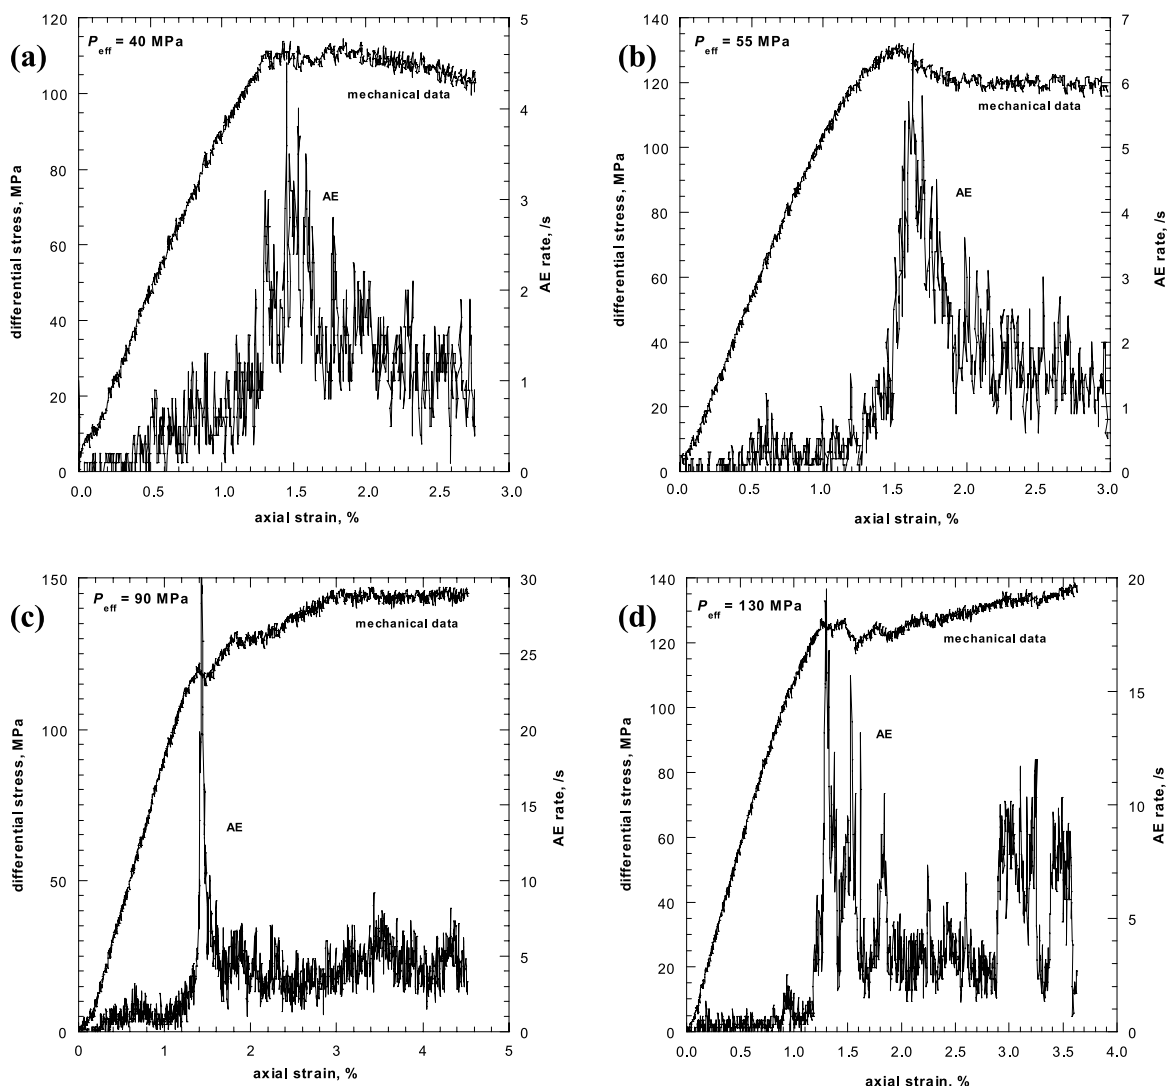 (a)
P eff = 40 MPa
mechanical data
AE
differential stress, MPa
AE rate, /s
axial strain, %
0 20 40 60 80 100 120
0 1 2 3 4 5
0.0 0.5 1.0 1.5 2.0 2.5 3.0
(b)
P eff = 55 MPa
mechanical data
AE
differential stress, MPa
AE rate, /s
axial strain, %
0 20 40 60 80 100 120 140
0 1 2 3 4 5 6 7
0.0 0.5 1.0 1.5 2.0 2.5 3.0
(c)
P eff = 90 MPa
mechanical data
AE
differential stress, MPa
AE rate, /s
axial strain, %
0 50 100 150
0 5 10 15 20 25 30
0 1 2 3 4 5
(d)
P eff = 130 MPa
mechanical data
AE
differential stress, MPa
AE rate, /s
axial strain, %
0 20 40 60 80 100 120 140
0 5 10 15 20
0.0 0.5 1.0 1.5 2.0 2.5 3.0 3.5 4.0